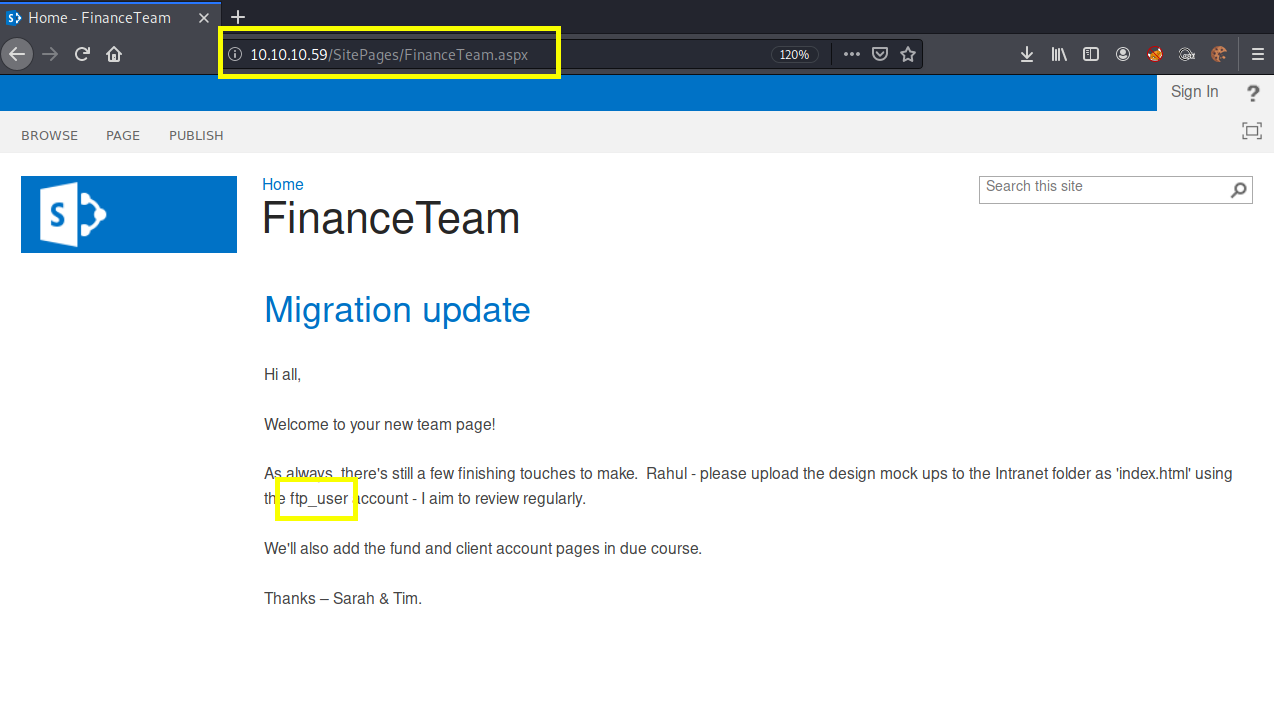 Home - FinanceTeam
10.10.10.59/SitePages/FinanceTeam.aspx
120%
Sign In
?
BROWSE PAGE PUBLISH
S
Home
FinanceTeam
Search this site
Migration update
Hi all,
Welcome to your new team page!
As always, there's still a few finishing touches to make. Rahul - please upload the design mock ups to the Intranet folder as 'index.html' using
the ftp_user account - I aim to review regularly.
We'll also add the fund and client account pages in due course.
Thanks – Sarah & Tim.